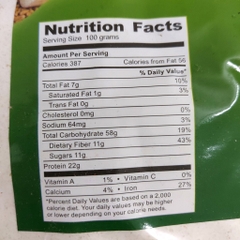 Nutrition Facts
Serving Size 100 grams
Amount Per Serving
Calories 387 Calories from Fat 56
% Daily Value*
Total Fat 7g 10%
Saturated Fat 1g 3%
Trans Fat 0g
Cholesterol 0mg 0%
Sodium 64mg 3%
Total Carbohydrate 58g 19%
Dietary Fiber 11g 43%
Sugars 11g
Protein 22g
Vitamin A 1% • Vitamin C 0%
Calcium 4% • Iron 27%
*Percent Daily Values are based on a 2,000
calorie diet. Your daily values may be higher
or lower depending on your calorie needs.